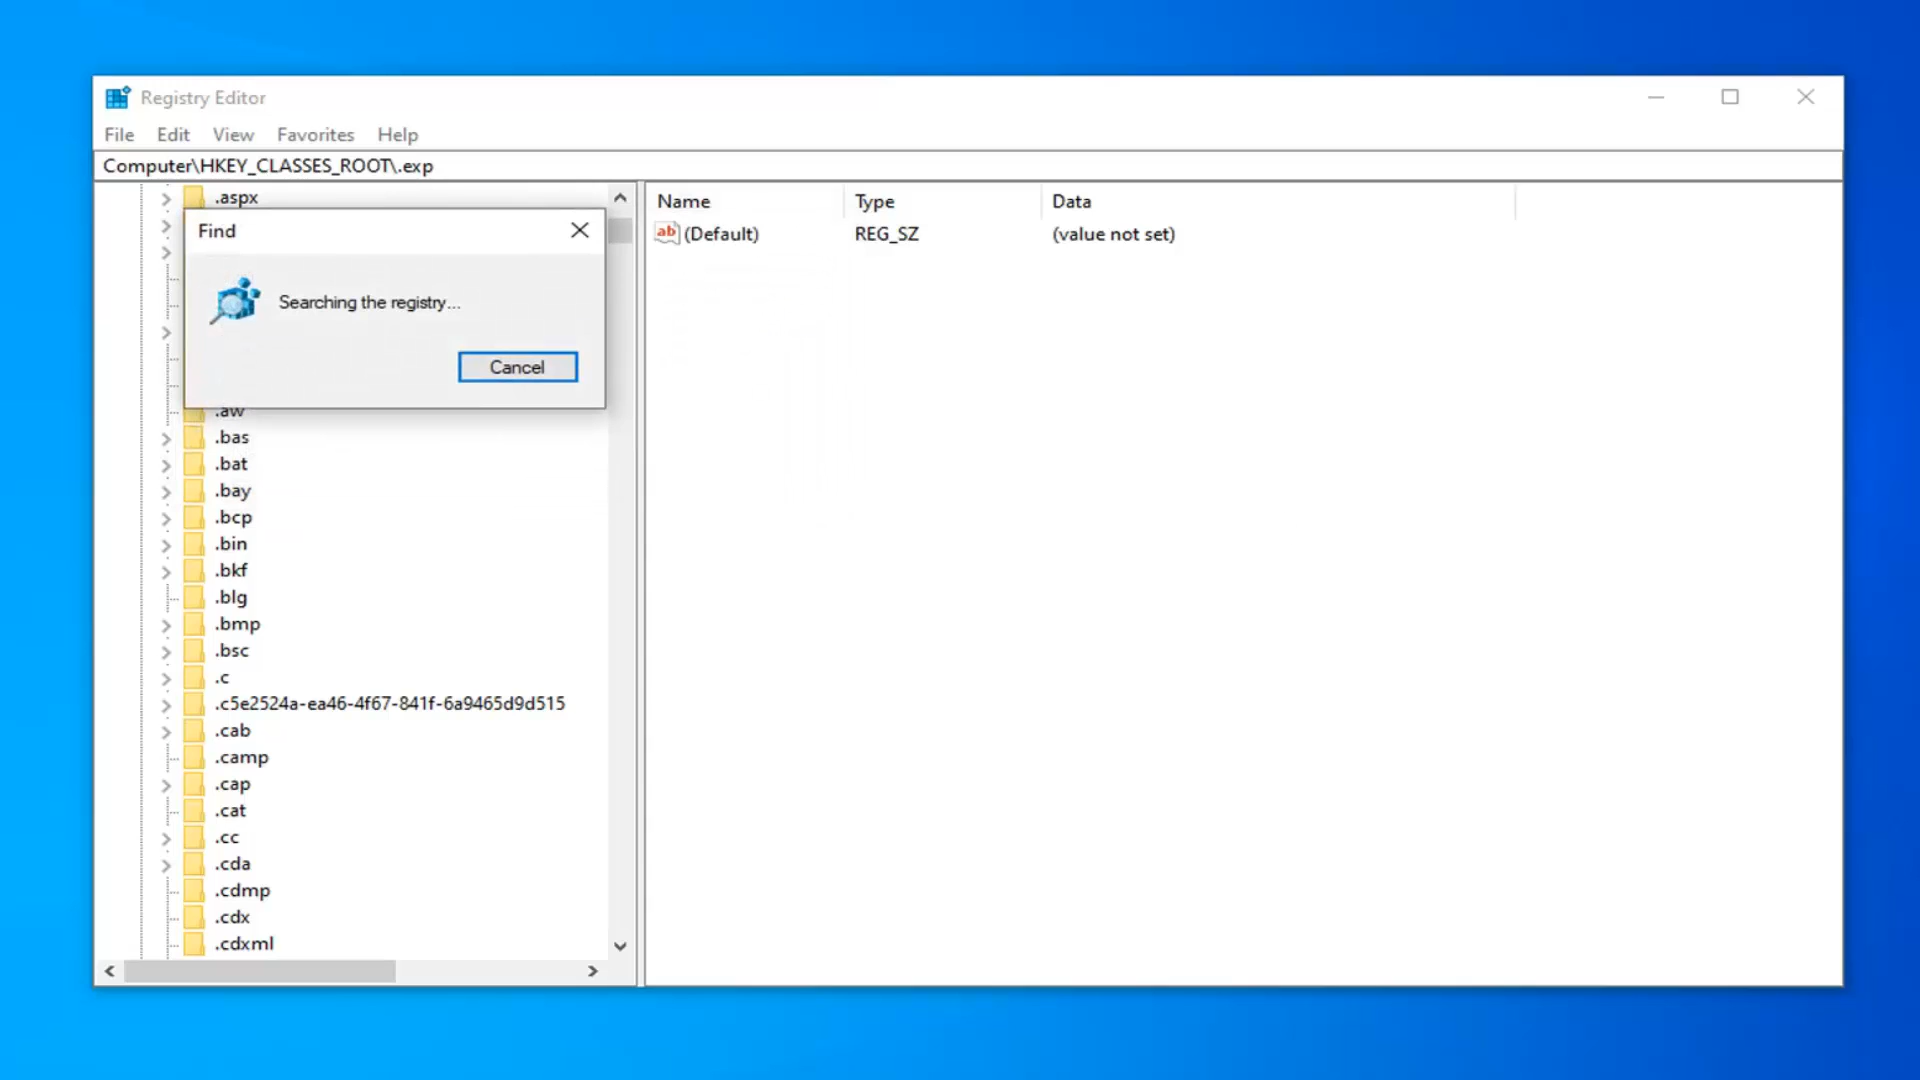 Registry Editor
File Edit View Favorites Help
Computer\HKEY_CLASSES_ROOT\.exp
.aspx
Find
Searching the registry...
Cancel
.aw
.bas
.bat
.bay
.bcp
.bin
.bkf
.blg
.bmp
.bsc
.c
.c5e2524a-ea46-4f67-841f-6a9465d9d515
.cab
.camp
.cap
.cat
.cc
.cda
.cdmp
.cdx
.cdxml
Name Type Data
ab (Default) REG_SZ (value not set)